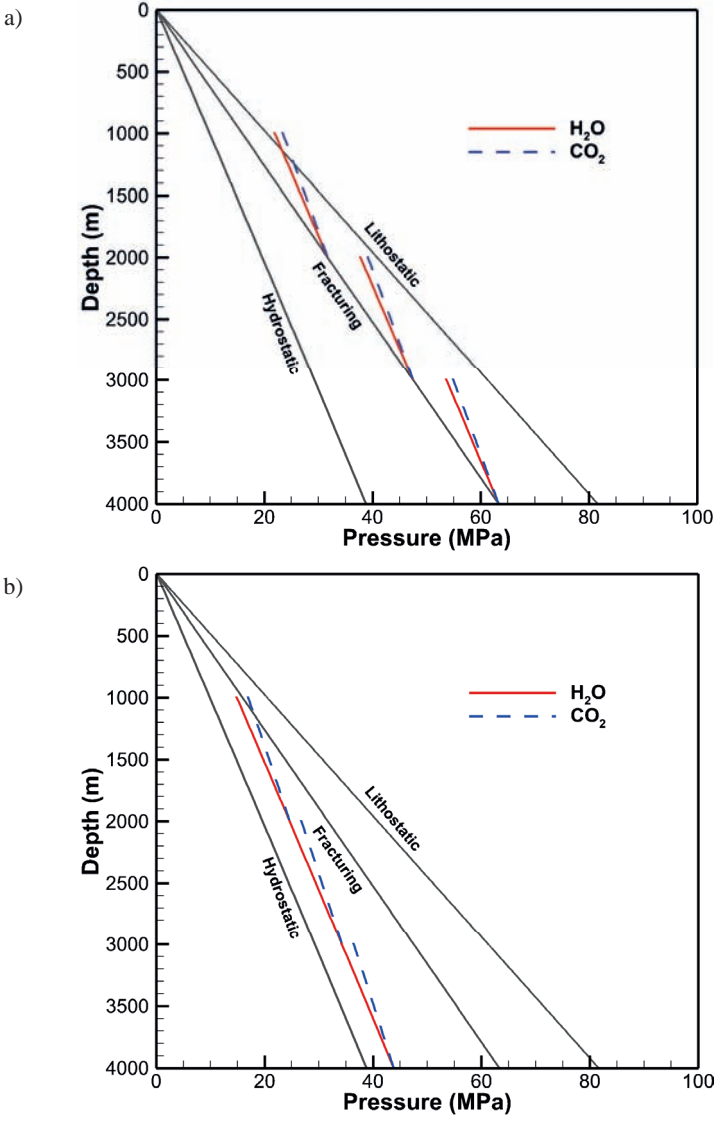 a)
0
500
1000
1500
2000
2500
3000
3500
4000
Depth (m)
H₂O
CO₂
Lithostatic
Fracturing
Hydrostatic
0 20 40 60 80 100
Pressure (MPa)
b)
0
500
1000
1500
2000
2500
3000
3500
4000
Depth (m)
H₂O
CO₂
Lithostatic
Fracturing
Hydrostatic
0 20 40 60 80 100
Pressure (MPa)